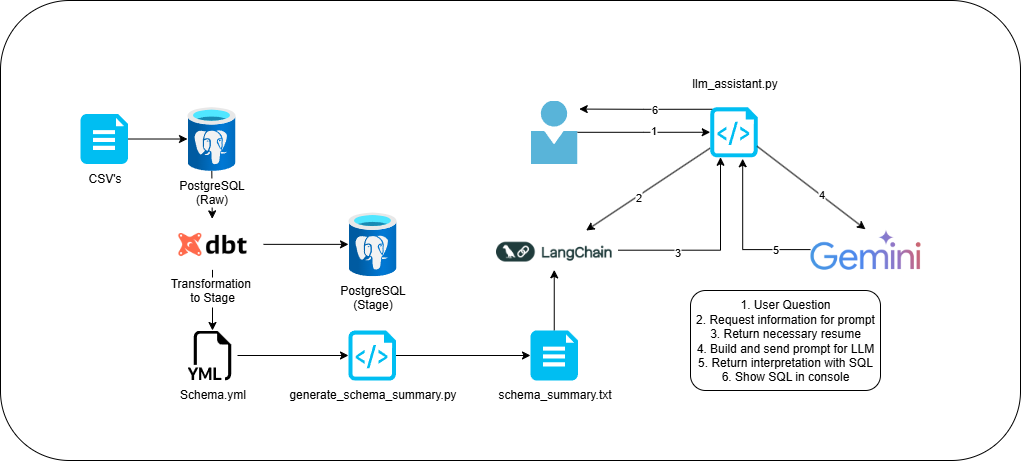 llm_assistant.py
6
1
CSV's
PostgreSQL
(Raw)
2
4
dbt
LangChain
3
5
Gemini
Transformation
to Stage
PostgreSQL
(Stage)
1. User Question
2. Request information for prompt
3. Return necessary resume
4. Build and send prompt for LLM
5. Return interpretation with SQL
6. Show SQL in console
YML
Schema.yml
generate_schema_summary.py
schema_summary.txt